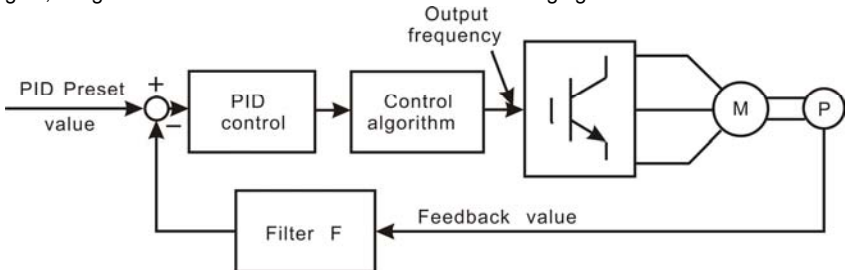 Output
frequency
PID Preset
value
+
−
PID
control
Control
algorithm
M
P
Filter F
Feedback value